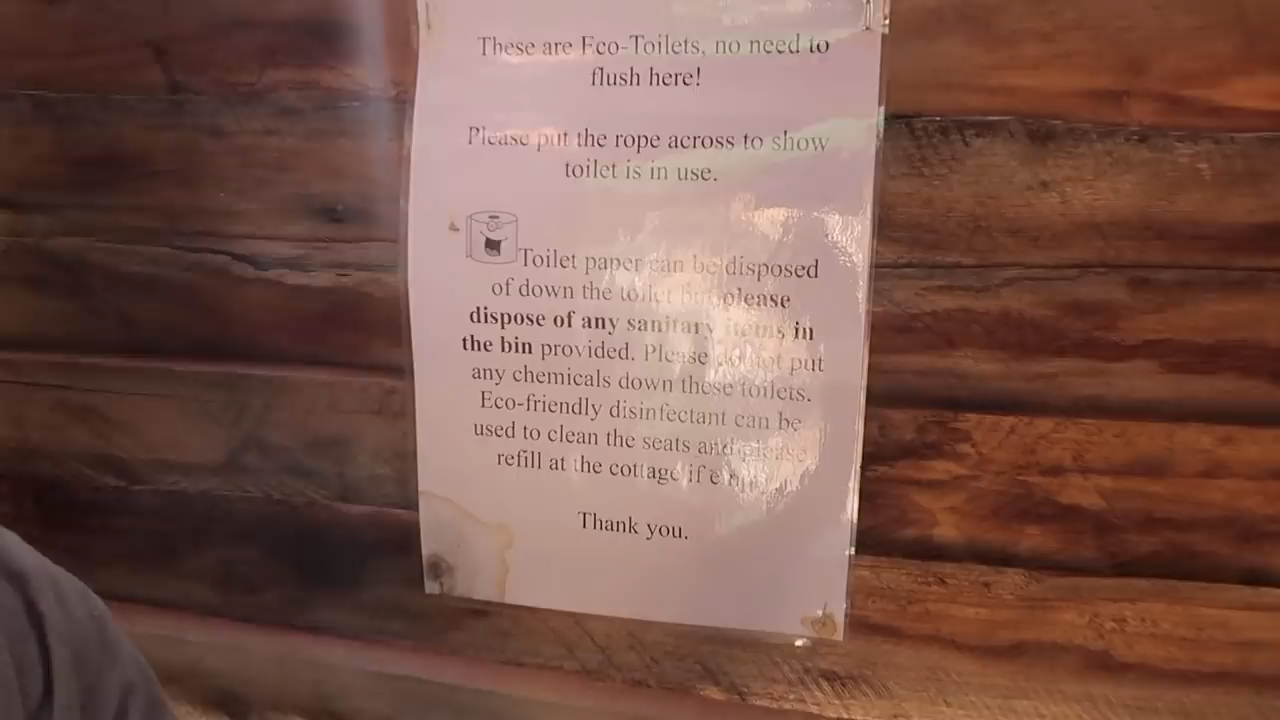 These are Eco-Toilets, no need to
flush here!
Please put the rope across to show
toilet is in use.
Toilet paper can be disposed
of down the toilet but please
dispose of any sanitary items in
the bin provided. Please do not put
any chemicals down these toilets.
Eco-friendly disinfectant can be
used to clean the seats and please
refill at the cottage if
Thank you.